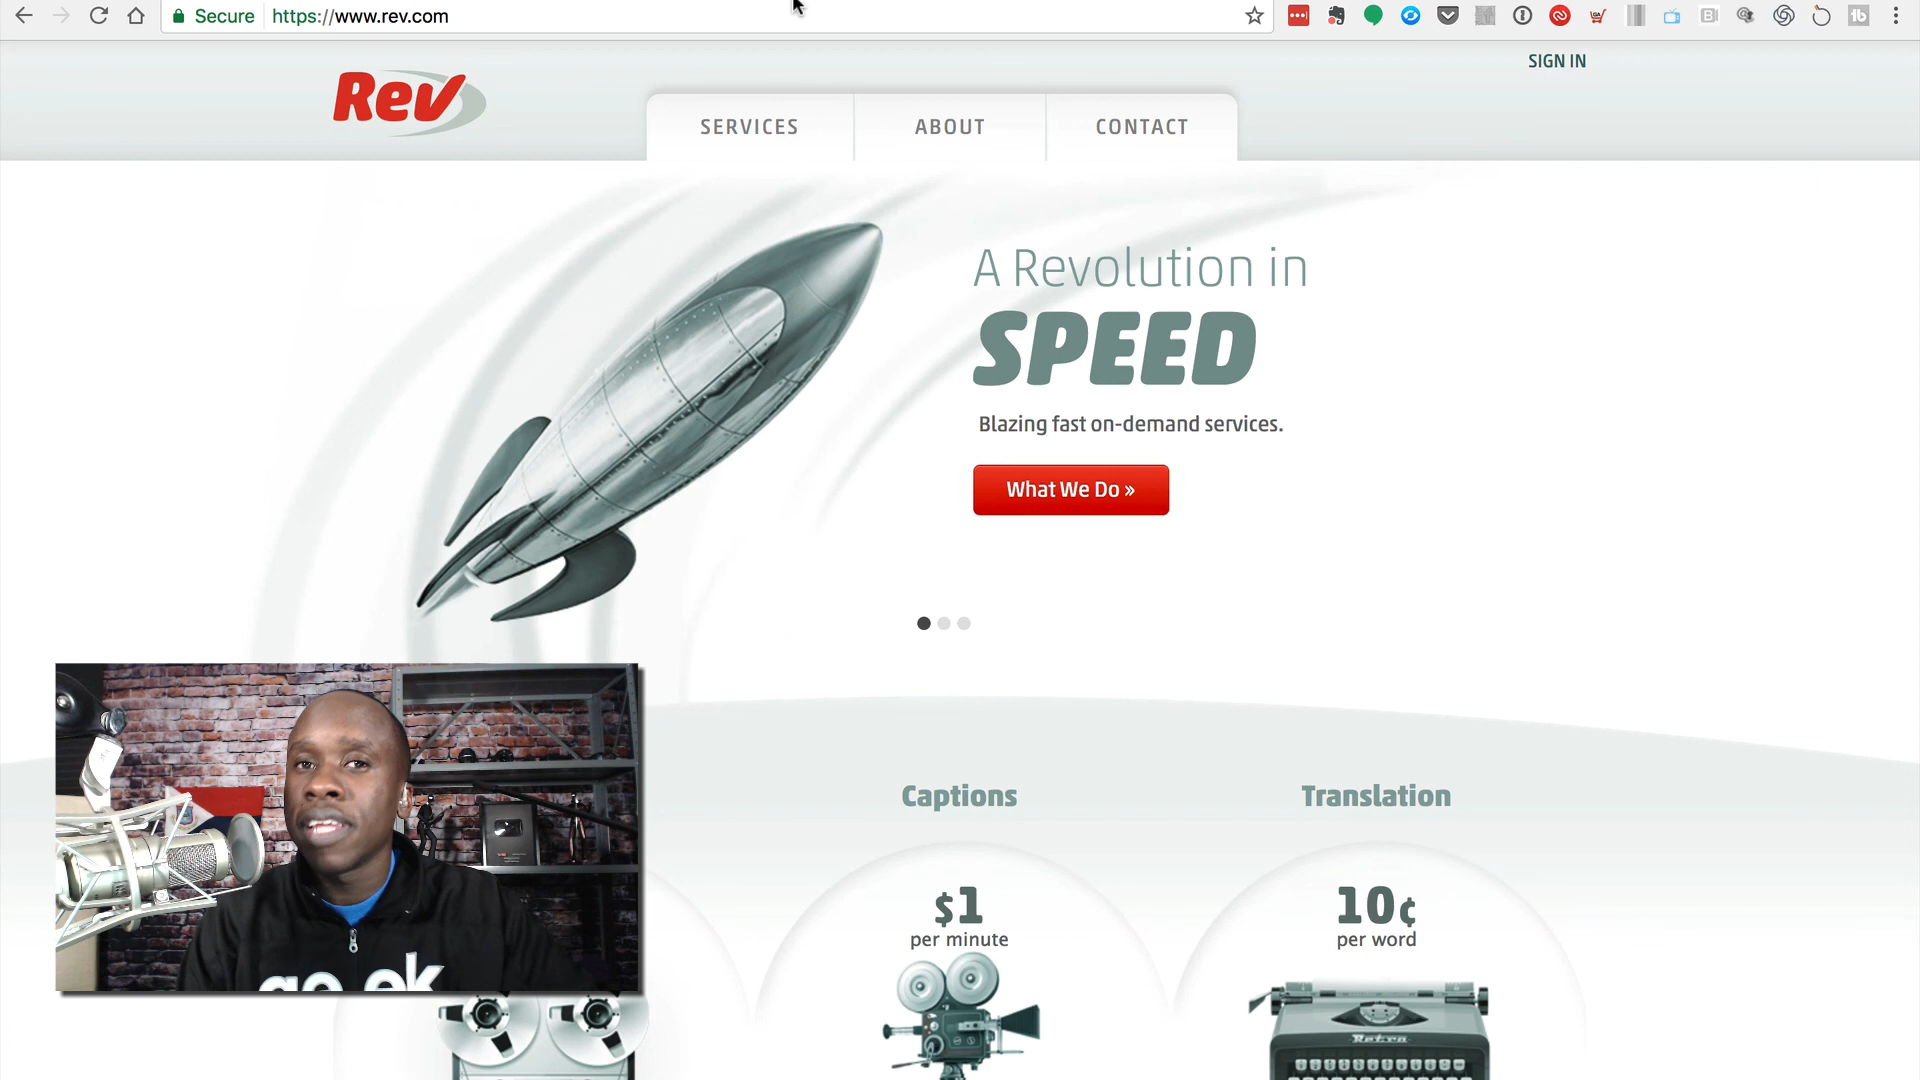 Secure
https://www.rev.com
SIGN IN
Rev
SERVICES
ABOUT
CONTACT
A Revolution in
SPEED
Blazing fast on-demand services.
What We Do »
Captions
Translation
$1
per minute
10¢
per word
Retro